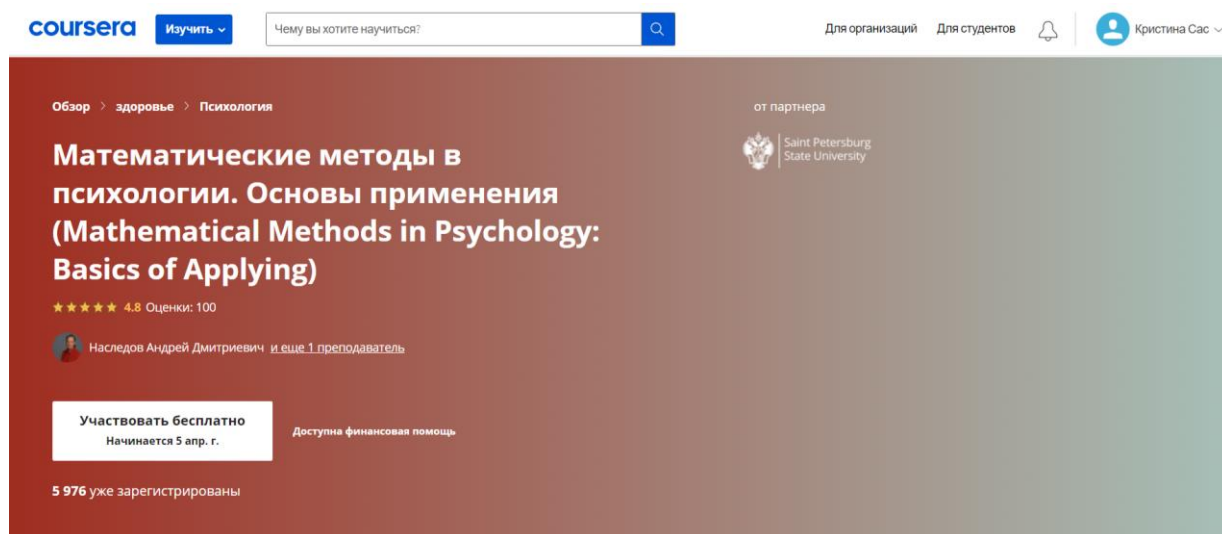 coursera
Изучить
Чему вы хотите научиться?
Для организаций
Для студентов
Кристина Сас
Обзор > здоровье > Психология
от партнера
Saint Petersburg
State University
Математические методы в
психологии. Основы применения
(Mathematical Methods in Psychology:
Basics of Applying)
4.8 Оценки: 100
Наследов Андрей Дмитриевич и еще 1 преподаватель
Участвовать бесплатно
Начинается 5 апр. г.
Доступна финансовая помощь
5 976 уже зарегистрированы